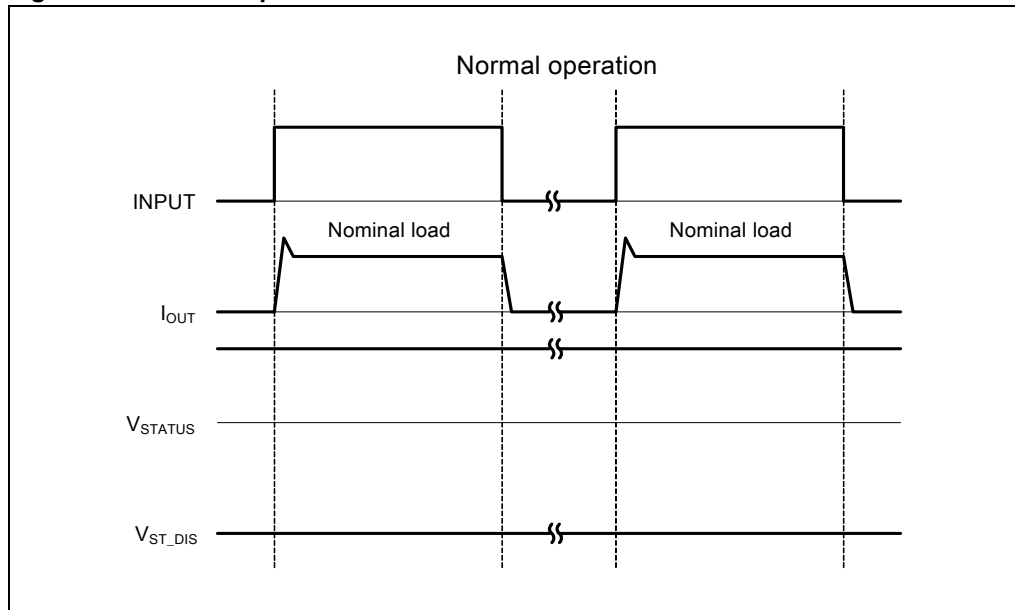 Normal operation
INPUT
Nominal load
Nominal load
IOUT
VSTATUS
VST_DIS